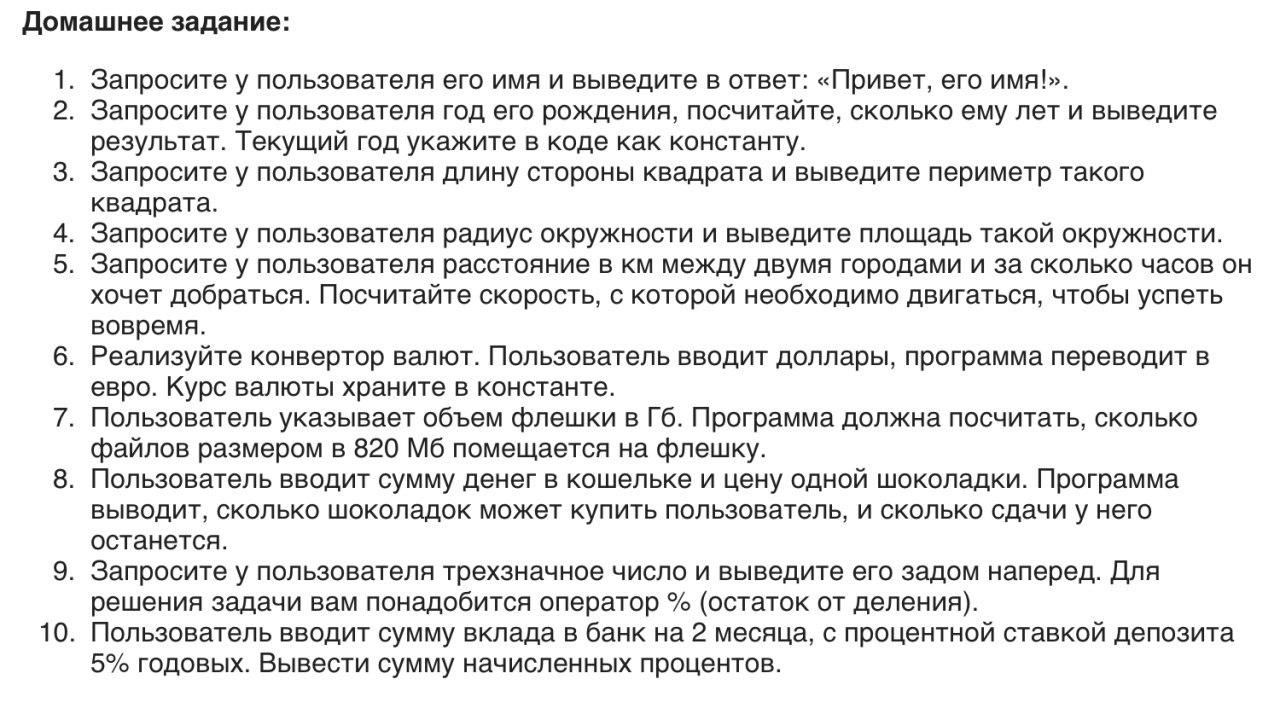 Домашнее задание:
1. Запросите у пользователя его имя и выведите в ответ: «Привет, его имя!».
2. Запросите у пользователя год его рождения, посчитайте, сколько ему лет и выведите
результат. Текущий год укажите в коде как константу.
3. Запросите у пользователя длину стороны квадрата и выведите периметр такого
квадрата.
4. Запросите у пользователя радиус окружности и выведите площадь такой окружности.
5. Запросите у пользователя расстояние в км между двумя городами и за сколько часов он
хочет добраться. Посчитайте скорость, с которой необходимо двигаться, чтобы успеть
вовремя.
6. Реализуйте конвертор валют. Пользователь вводит доллары, программа переводит в
евро. Курс валюты храните в константе.
7. Пользователь указывает объем флешки в Гб. Программа должна посчитать, сколько
файлов размером в 820 Мб помещается на флешку.
8. Пользователь вводит сумму денег в кошельке и цену одной шоколадки. Программа
выводит, сколько шоколадок может купить пользователь, и сколько сдачи у него
останется.
9. Запросите у пользователя трехзначное число и выведите его задом наперед. Для
решения задачи вам понадобится оператор % (остаток от деления).
10. Пользователь вводит сумму вклада в банк на 2 месяца, с процентной ставкой депозита
5% годовых. Вывести сумму начисленных процентов.